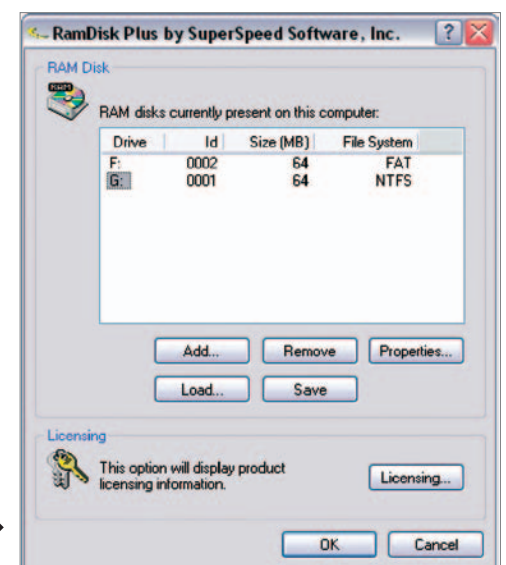 RamDisk Plus by SuperSpeed Software, Inc.
RAM Disk
RAM
RAM disks currently present on this computer:
Drive Id Size (MB) File System
F: 0002 64 FAT
G: 0001 64 NTFS
Add... Remove Properties...
Load... Save
Licensing
This option will display product
licensing information.
Licensing...
OK Cancel